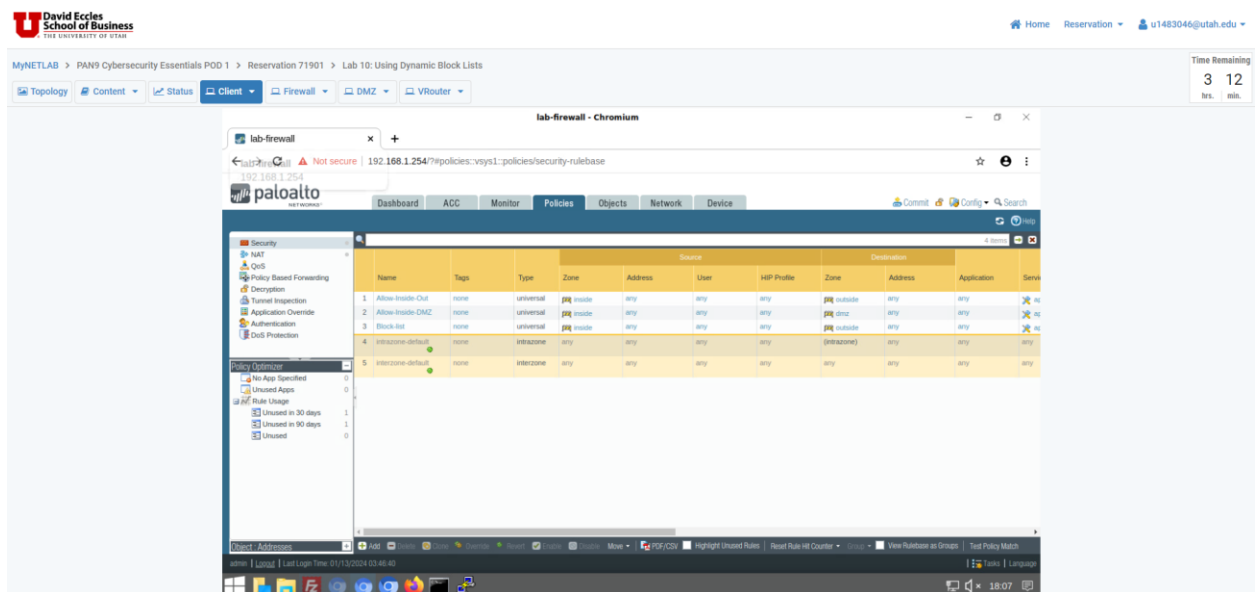 David Eccles
School of Business
THE UNIVERSITY OF UTAH
Home Reservation u1483046@utah.edu
MyNETLAB > PAN9 Cybersecurity Essentials POD 1 > Reservation 71901 > Lab 10: Using Dynamic Block Lists
Time Remaining
3 12
hrs. min.
Topology Content Status Client Firewall DMZ VRouter
lab-firewall - Chromium
lab-firewall
Not secure 192.168.1.254/?#policies::vsys1::policies/security-rulebase
lab-firewall
192.168.1.254
paloalto
NETWORKS
Dashboard ACC Monitor Policies Objects Network Device
Commit Config Search
Help
4 items
Source Destination
Name Tags Type Zone Address User HIP Profile Zone Address Application Servi
1 Allow-Inside-Out none universal inside any any any outside any any ap
2 Allow-Inside-DMZ none universal inside any any any dmz any any ap
3 Block-list none universal inside any any any outside any any ap
4 intrazone-default none intrazone any any any any (intrazone) any any any
5 interzone-default none interzone any any any any any any any any
Security
NAT
QoS
Policy Based Forwarding
Decryption
Tunnel Inspection
Application Override
Authentication
DoS Protection
Policy Optimizer
No App Specified 0
Unused Apps 0
Rule Usage
Unused in 30 days 1
Unused in 90 days 1
Unused 0
Object : Addresses
Add Delete Clone Override Revert Enable Disable Move PDF/CSV Highlight Unused Rules Reset Rule Hit Counter Group View Rulebase as Groups Test Policy Match
admin | Logout | Last Login Time: 01/13/2024 03:46:40
Tasks | Language
18:07